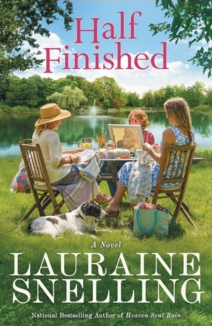 Half
Finished
A Novel
LAURAINE
SNELLING
National Bestselling Author of Heaven Sent Rain